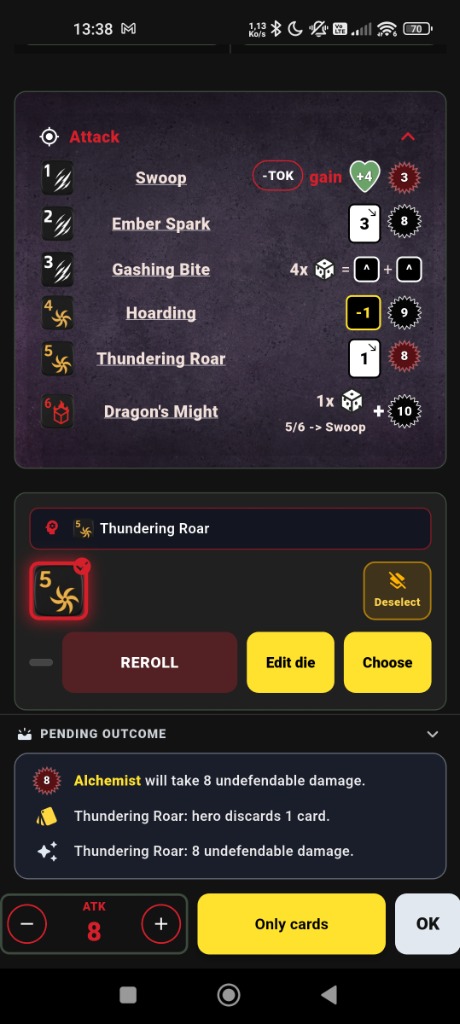 13:38
1,13
Ko/s
Vo
LTE
6
70
Attack
1 Swoop -TOK gain +4 3
2 Ember Spark 3 8
3 Gashing Bite 4x = ^ + ^
4 Hoarding -1 9
5 Thundering Roar 1 8
6 Dragon's Might 1x + 10
5/6 -> Swoop
5 Thundering Roar
5
Deselect
REROLL Edit die Choose
PENDING OUTCOME
8 Alchemist will take 8 undefendable damage.
Thundering Roar: hero discards 1 card.
Thundering Roar: 8 undefendable damage.
ATK
− 8 +
Only cards
OK